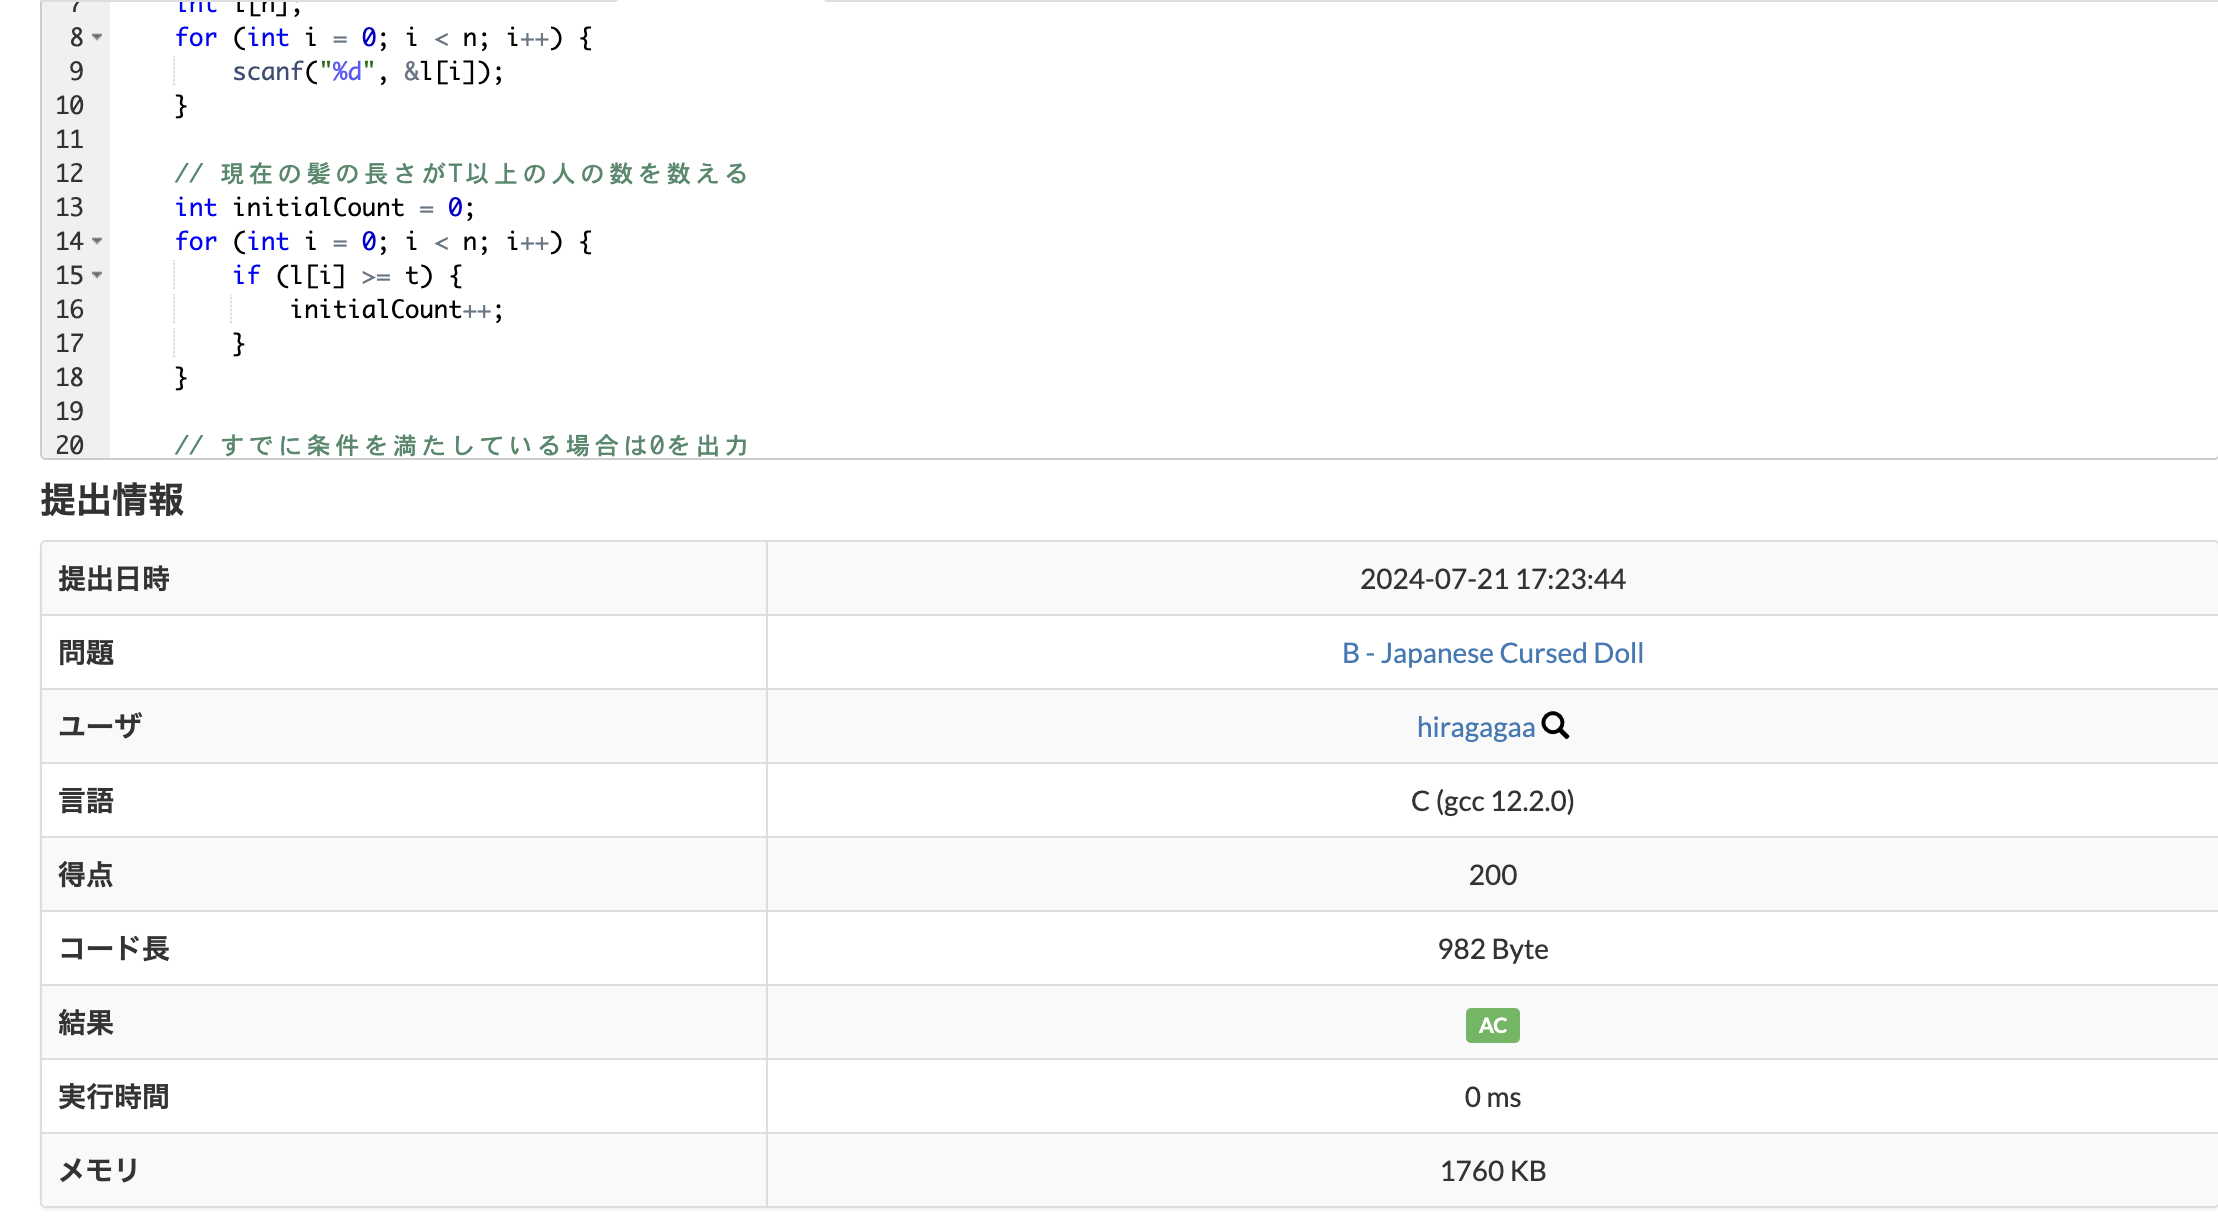 7    int l[n];
8    for (int i = 0; i < n; i++) {
9        scanf("%d", &l[i]);
10    }
11
12    // 現在の髪の長さがT以上の人の数を数える
13    int initialCount = 0;
14    for (int i = 0; i < n; i++) {
15        if (l[i] >= t) {
16            initialCount++;
17        }
18    }
19
20    // すでに条件を満たしている場合は0を出力
提出情報
提出日時 2024-07-21 17:23:44
問題 B - Japanese Cursed Doll
ユーザ hiragagaa
言語 C (gcc 12.2.0)
得点 200
コード長 982 Byte
結果 AC
実行時間 0 ms
メモリ 1760 KB